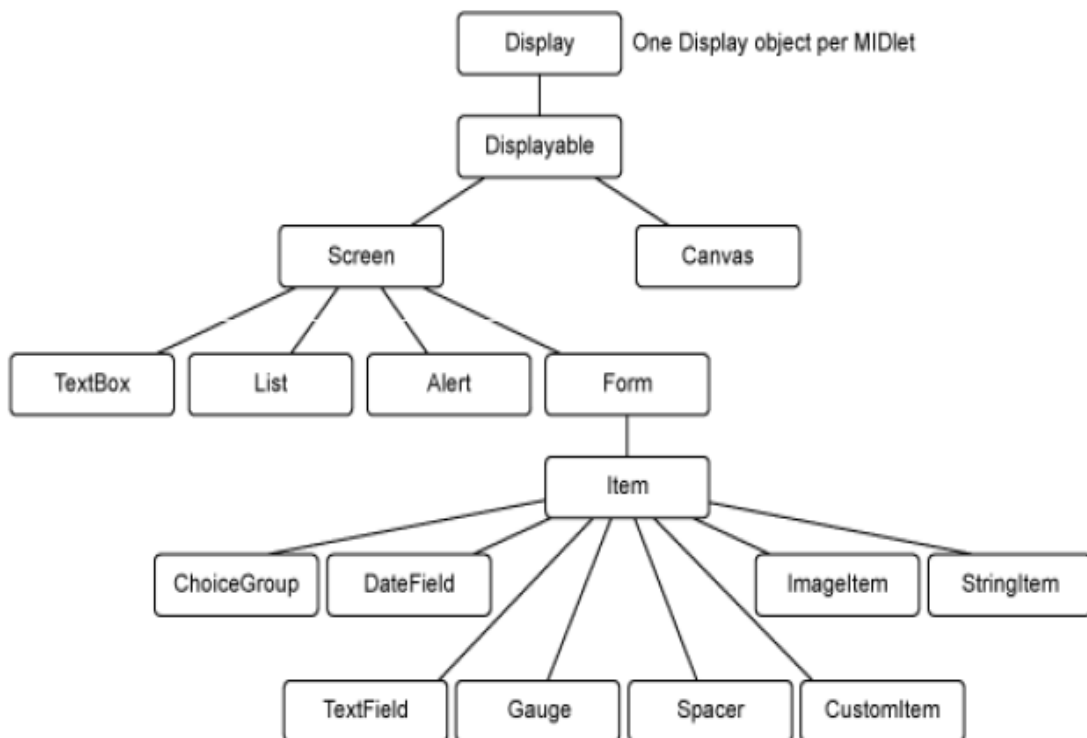 Display
One Display object per MIDlet
Displayable
Screen
Canvas
TextBox
List
Alert
Form
Item
ChoiceGroup
DateField
ImageItem
StringItem
TextField
Gauge
Spacer
CustomItem